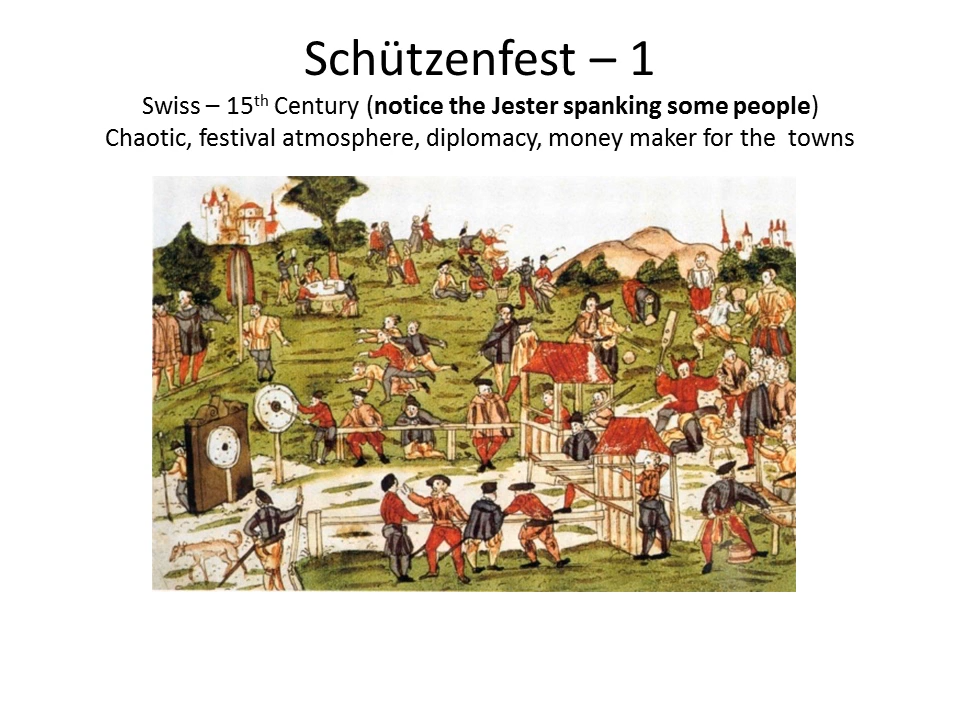 Schützenfest – 1
Swiss – 15th Century (notice the Jester spanking some people)
Chaotic, festival atmosphere, diplomacy, money maker for the  towns